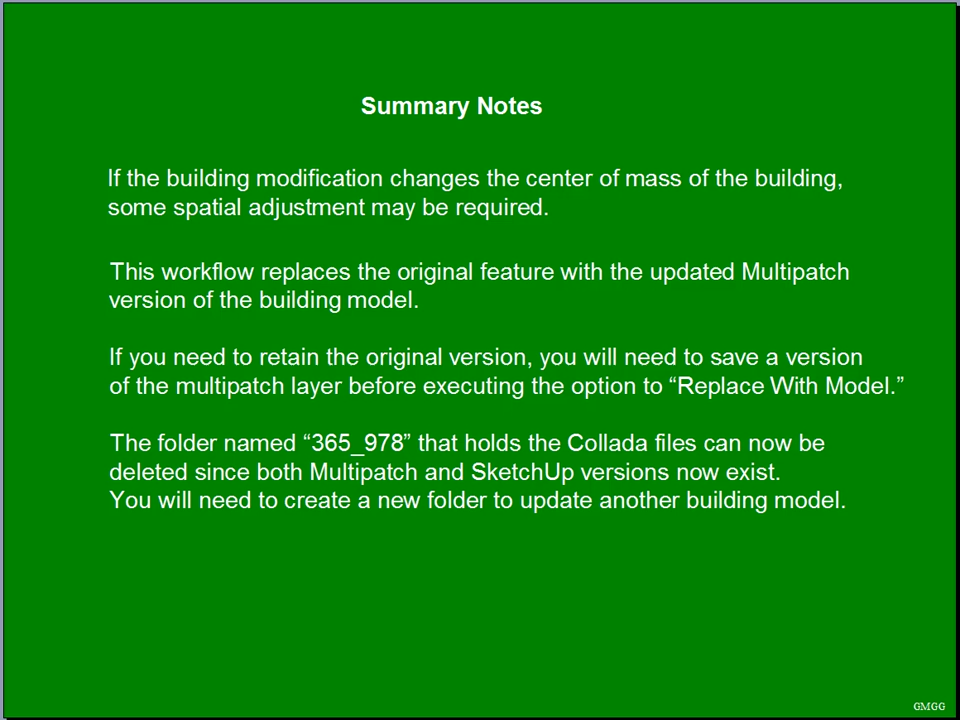 Summary Notes
If the building modification changes the center of mass of the building,
some spatial adjustment may be required.
This workflow replaces the original feature with the updated Multipatch
version of the building model.
If you need to retain the original version, you will need to save a version
of the multipatch layer before executing the option to “Replace With Model.”
The folder named “365_978” that holds the Collada files can now be
deleted since both Multipatch and SketchUp versions now exist.
You will need to create a new folder to update another building model.
GMGG